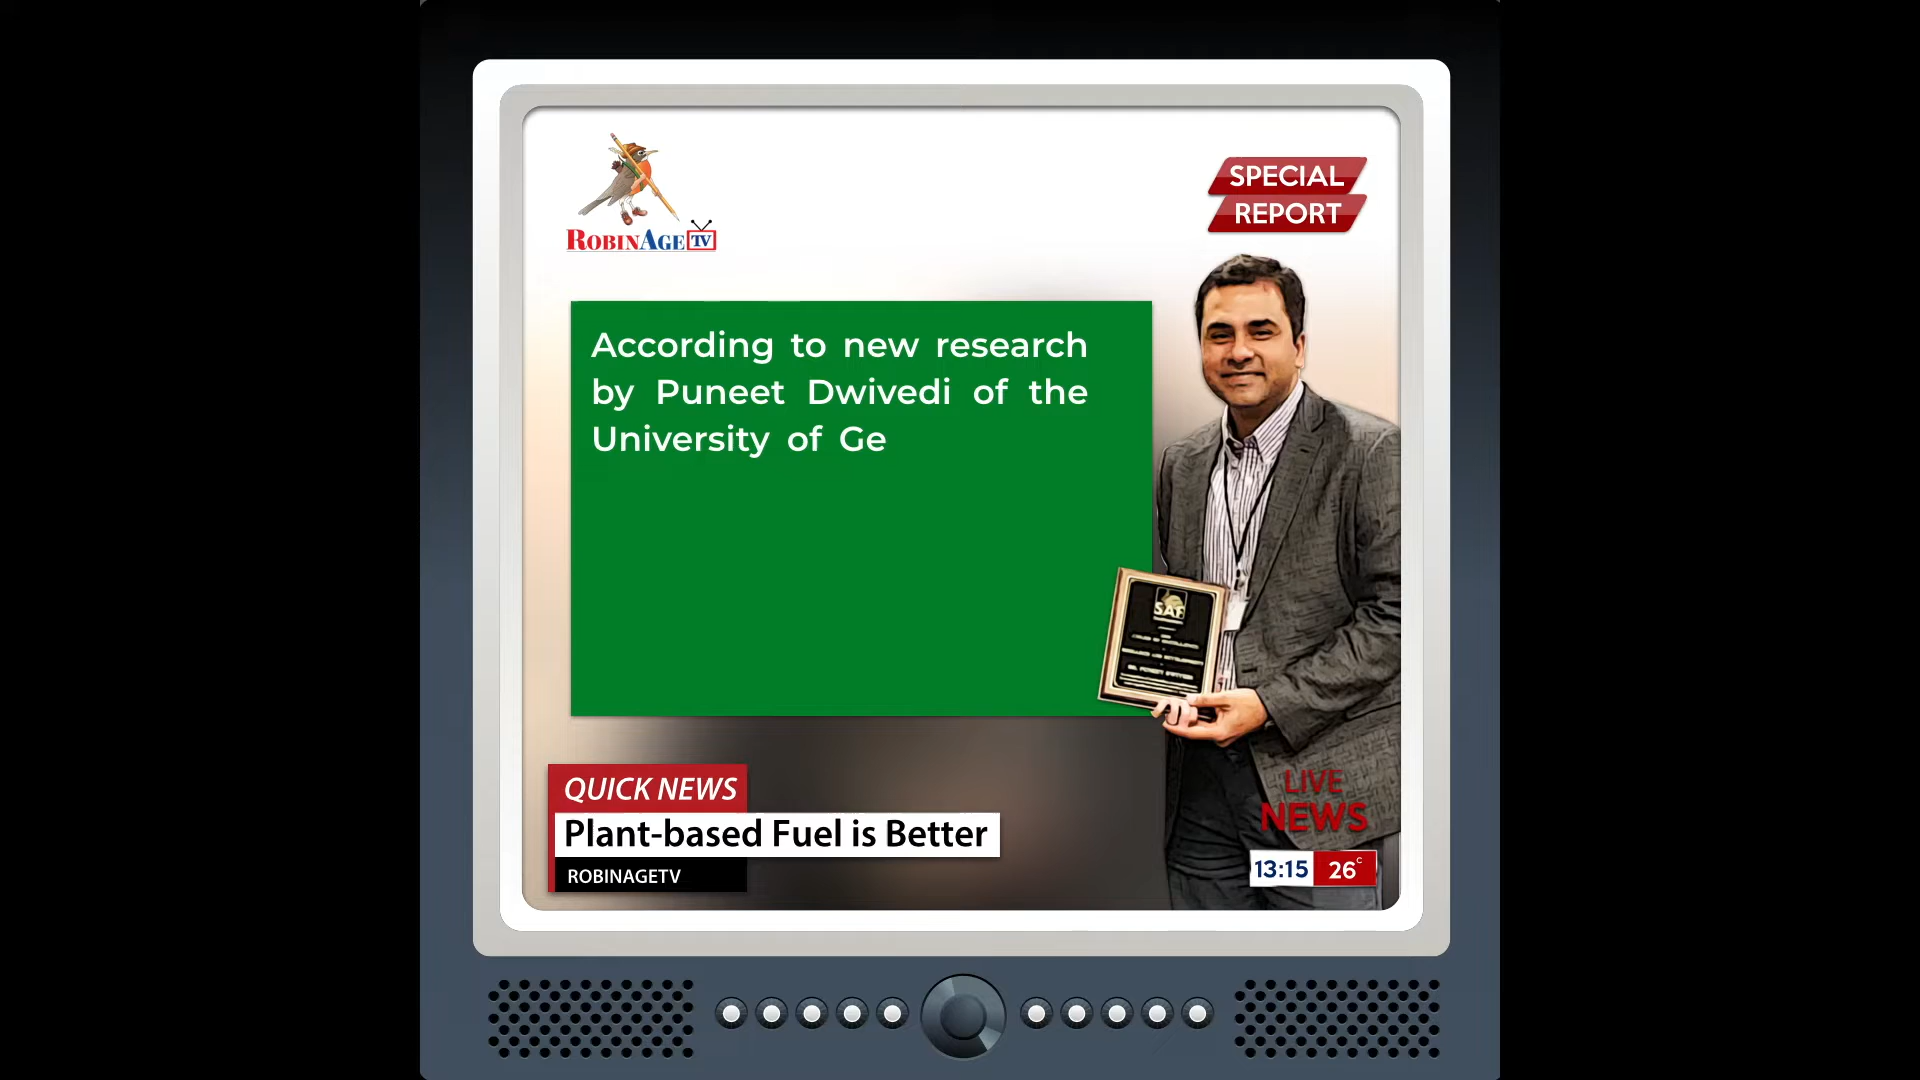 ROBINAGE TV
SPECIAL
REPORT
According to new research
by Puneet Dwivedi of the
University of Ge
SAF
QUICK NEWS
Plant-based Fuel is Better
ROBINAGETV
LIVE
NEWS
13:15 26°C